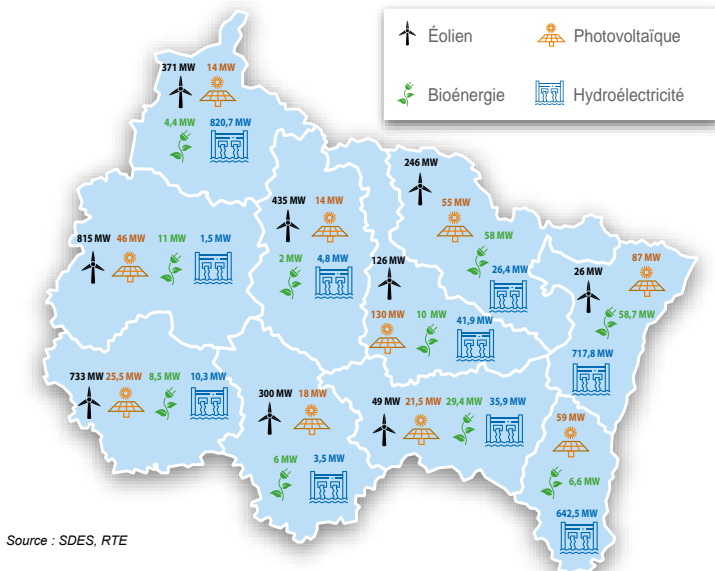 Éolien
Photovoltaïque
Bioénergie
Hydroélectricité
371 MW
14 MW
4,4 MW
820,7 MW
246 MW
55 MW
58 MW
26,4 MW
435 MW
14 MW
2 MW
4,8 MW
815 MW
46 MW
11 MW
1,5 MW
126 MW
130 MW
10 MW
41,9 MW
87 MW
26 MW
58,7 MW
717,8 MW
733 MW
25,5 MW
8,5 MW
10,3 MW
300 MW
18 MW
6 MW
3,5 MW
49 MW
21,5 MW
29,4 MW
35,9 MW
59 MW
6,6 MW
642,5 MW
Source : SDES, RTE